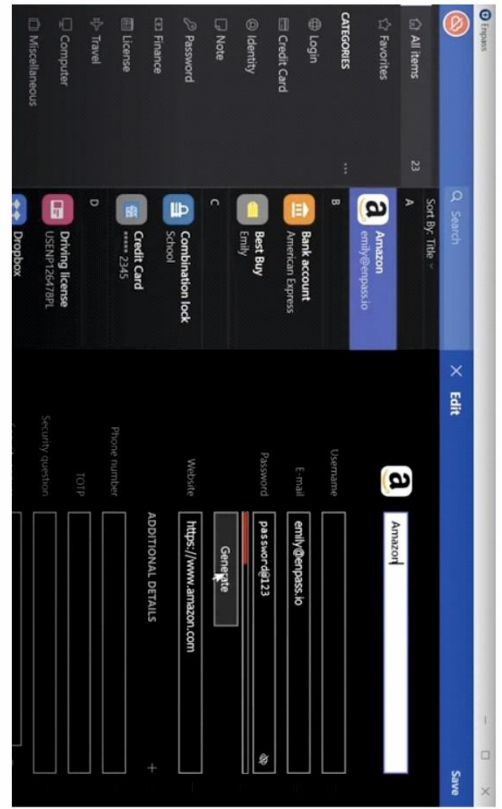 Enpass
Search
Edit
Save
All items 23
Favorites
CATEGORIES
Login
Credit Card
Identity
Note
Password
Finance
License
Travel
Computer
Miscellaneous
Sort By: Title
A
Amazon
emily@enpass.io
B
Bank account
American Express
Best Buy
Emily
C
Combination lock
School
Credit Card
***** 2345
D
Driving license
USENP126478PL
Dropbox
Amazon
Username
E-mail emily@enpass.io
Password password@123
Generate
Website https://www.amazon.com
ADDITIONAL DETAILS
Phone number
TOTP
Security question